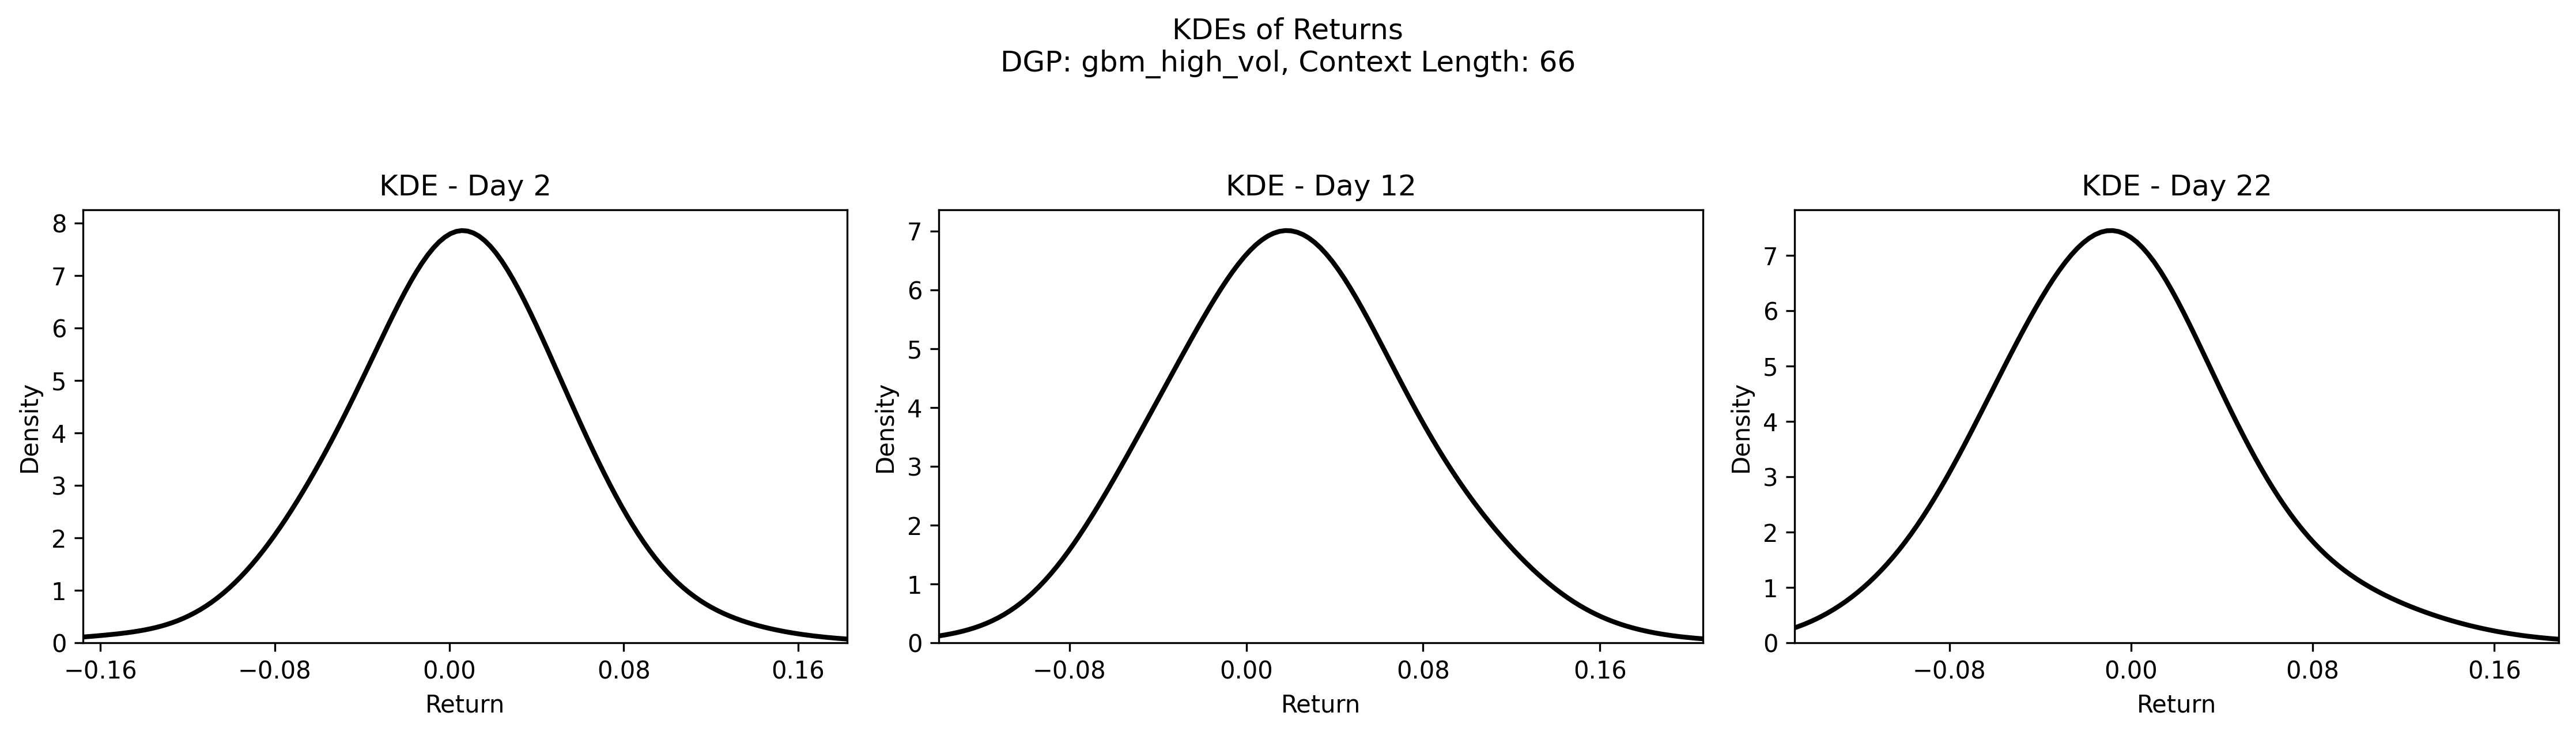 KDEs of Returns
DGP: gbm_high_vol, Context Length: 66
KDE - Day 2
8
7
6
5
4
3
2
1
0
Density
−0.16 −0.08 0.00 0.08 0.16
Return
KDE - Day 12
7
6
5
4
3
2
1
0
Density
−0.08 0.00 0.08 0.16
Return
KDE - Day 22
7
6
5
4
3
2
1
0
Density
−0.08 0.00 0.08 0.16
Return